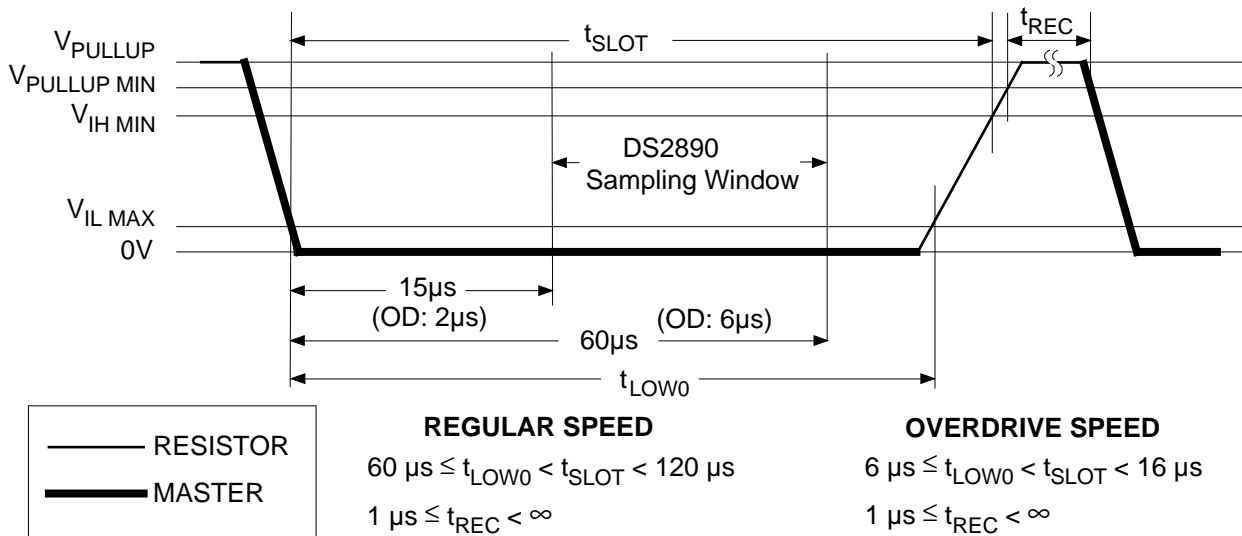 t_SLOT
t_REC
V_PULLUP
V_PULLUP MIN
V_IH MIN
DS2890
Sampling Window
V_IL MAX
0V
15µs
(OD: 2µs)
(OD: 6µs)
60µs
t_LOW0
RESISTOR
MASTER
REGULAR SPEED
60 µs ≤ t_LOW0 < t_SLOT < 120 µs
1 µs ≤ t_REC < ∞
OVERDRIVE SPEED
6 µs ≤ t_LOW0 < t_SLOT < 16 µs
1 µs ≤ t_REC < ∞